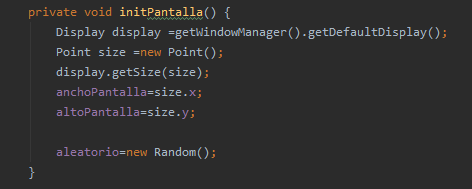 private void initPantalla() {
Display display =getWindowManager().getDefaultDisplay();
Point size =new Point();
display.getSize(size);
anchoPantalla=size.x;
altoPantalla=size.y;
aleatorio=new Random();
}